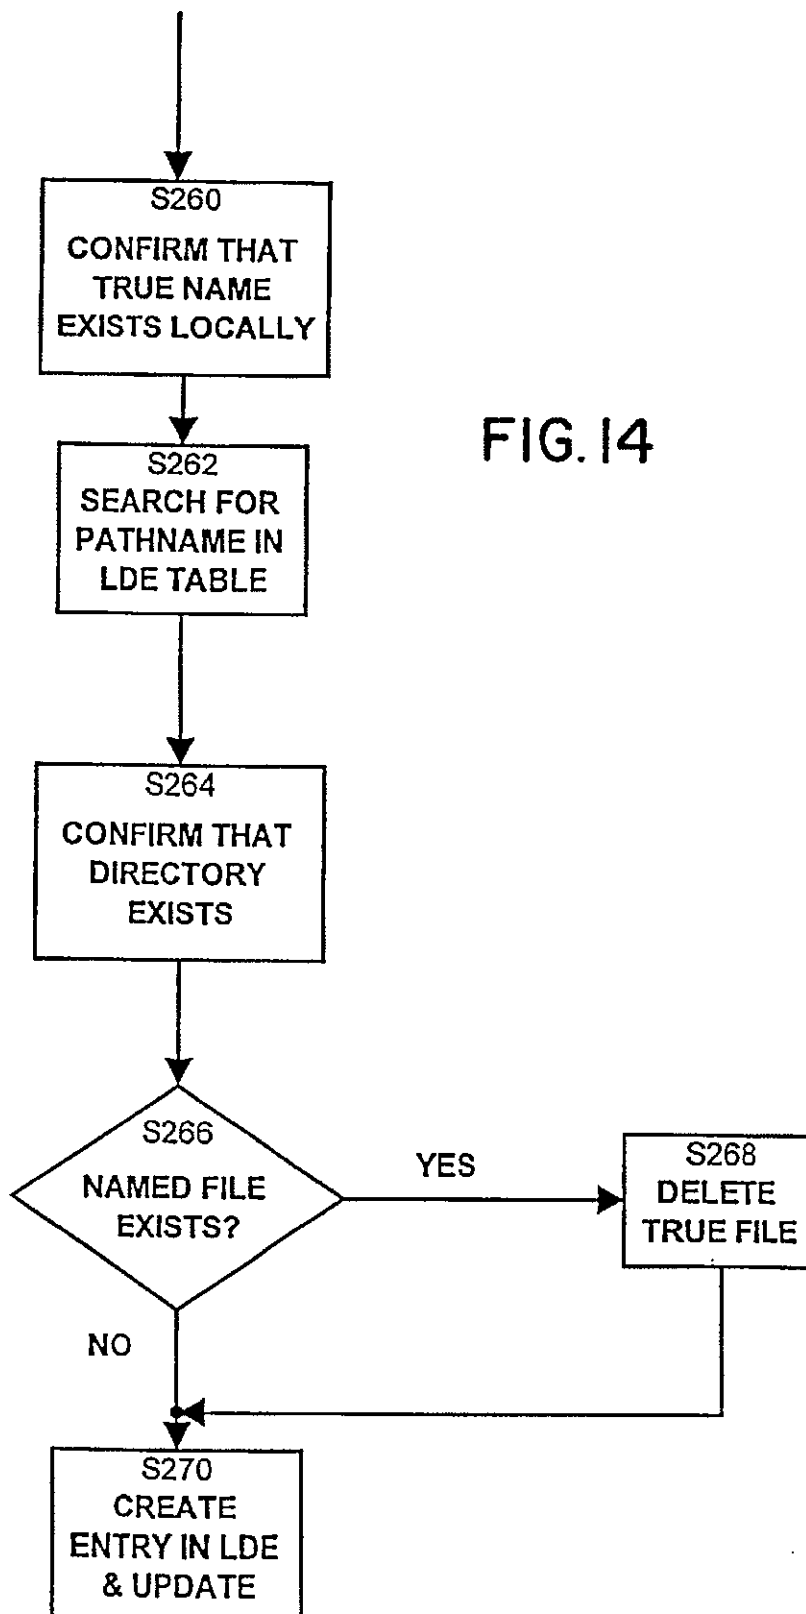 S260
CONFIRM THAT
TRUE NAME
EXISTS LOCALLY
FIG. 14
S262
SEARCH FOR
PATHNAME IN
LDE TABLE
S264
CONFIRM THAT
DIRECTORY
EXISTS
S266
NAMED FILE
EXISTS?
YES
S268
DELETE
TRUE FILE
NO
S270
CREATE
ENTRY IN LDE
& UPDATE